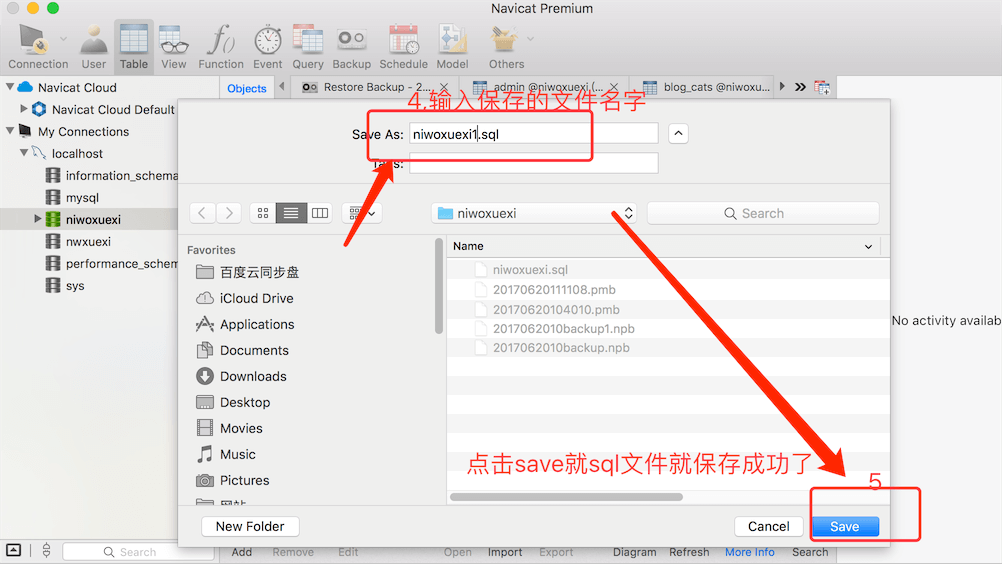 Navicat Premium
Connection User Table View Function Event Query Backup Schedule Model Others
Navicat Cloud
Objects
Restore Backup - 2...
admin @niwoxuexi (...
blog_cats @niwoxu...
Navicat Cloud Default
4,输入保存的文件名字
My Connections
Save As: niwoxuexi1.sql
localhost
Tags:
information_schema
mysql
niwoxuexi
nwxuexi
performance_schem
sys
niwoxuexi
Search
Favorites
百度云同步盘
iCloud Drive
Applications
Documents
Downloads
Desktop
Movies
Music
Pictures
网站
Name
niwoxuexi.sql
20170620111108.pmb
20170620104010.pmb
2017062010backup1.npb
2017062010backup.npb
No activity availab
点击save就sql文件就保存成功了
5
New Folder
Cancel
Save
Search
Add Remove Edit Open Import Export Diagram Refresh More Info Search